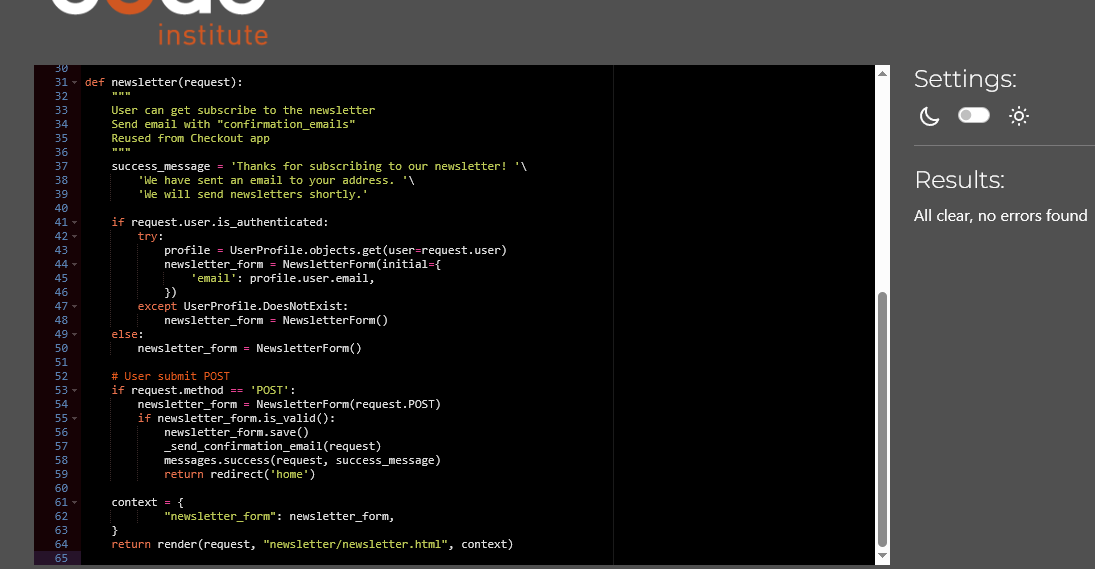 institute
30
31 def newsletter(request):
32     """
33     User can get subscribe to the newsletter
34     Send email with "confirmation_emails"
35     Reused from Checkout app
36     """
37     success_message = 'Thanks for subscribing to our newsletter! '\
38         'We have sent an email to your address. '\
39         'We will send newsletters shortly.'
40
41     if request.user.is_authenticated:
42         try:
43             profile = UserProfile.objects.get(user=request.user)
44             newsletter_form = NewsletterForm(initial={
45                 'email': profile.user.email,
46             })
47         except UserProfile.DoesNotExist:
48             newsletter_form = NewsletterForm()
49     else:
50         newsletter_form = NewsletterForm()
51
52     # User submit POST
53     if request.method == 'POST':
54         newsletter_form = NewsletterForm(request.POST)
55         if newsletter_form.is_valid():
56             newsletter_form.save()
57             _send_confirmation_email(request)
58             messages.success(request, success_message)
59             return redirect('home')
60
61     context = {
62             "newsletter_form": newsletter_form,
63     }
64     return render(request, "newsletter/newsletter.html", context)
65
Settings:
Results:
All clear, no errors found